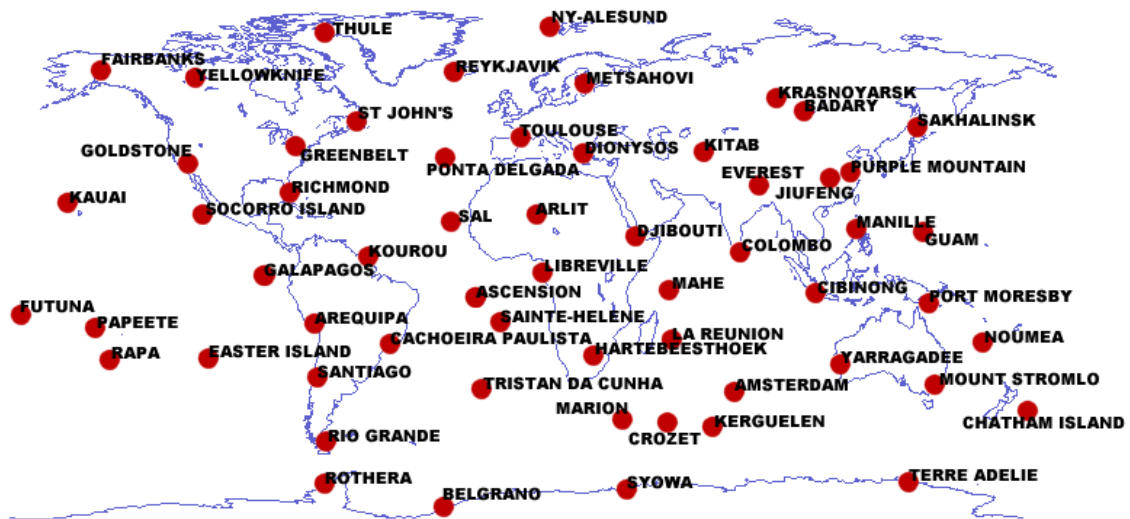 NY-ALESUND
THULE
FAIRBANKS
REYKJAVIK
YELLOWKNIFE
METSAHOVI
KRASNOYARSK
BADARY
ST JOHN'S
SAKHALINSK
TOULOUSE
GOLDSTONE
GREENBELT
DIONYSOS
KITAB
PONTA DELGADA
EVEREST
PURPLE MOUNTAIN
JIUFENG
RICHMOND
KAUAI
SOCORRO ISLAND
SAL
ARLIT
MANILLE
DJIBOUTI
GUAM
KOUROU
COLOMBO
GALAPAGOS
LIBREVILLE
MAHE
CIBINONG
ASCENSION
PORT MORESBY
FUTUNA
PAPEETE
AREQUIPA
SAINTE-HELENE
LA REUNION
NOUMEA
CACHOEIRA PAULISTA
RAPA
EASTER ISLAND
HARTEBEESTHOEK
YARRAGADEE
SANTIAGO
TRISTAN DA CUNHA
AMSTERDAM
MOUNT STROMLO
MARION
KERGUELEN
CHATHAM ISLAND
RIO GRANDE
CROZET
ROTHERA
TERRE ADELIE
SYOWA
BELGRANO